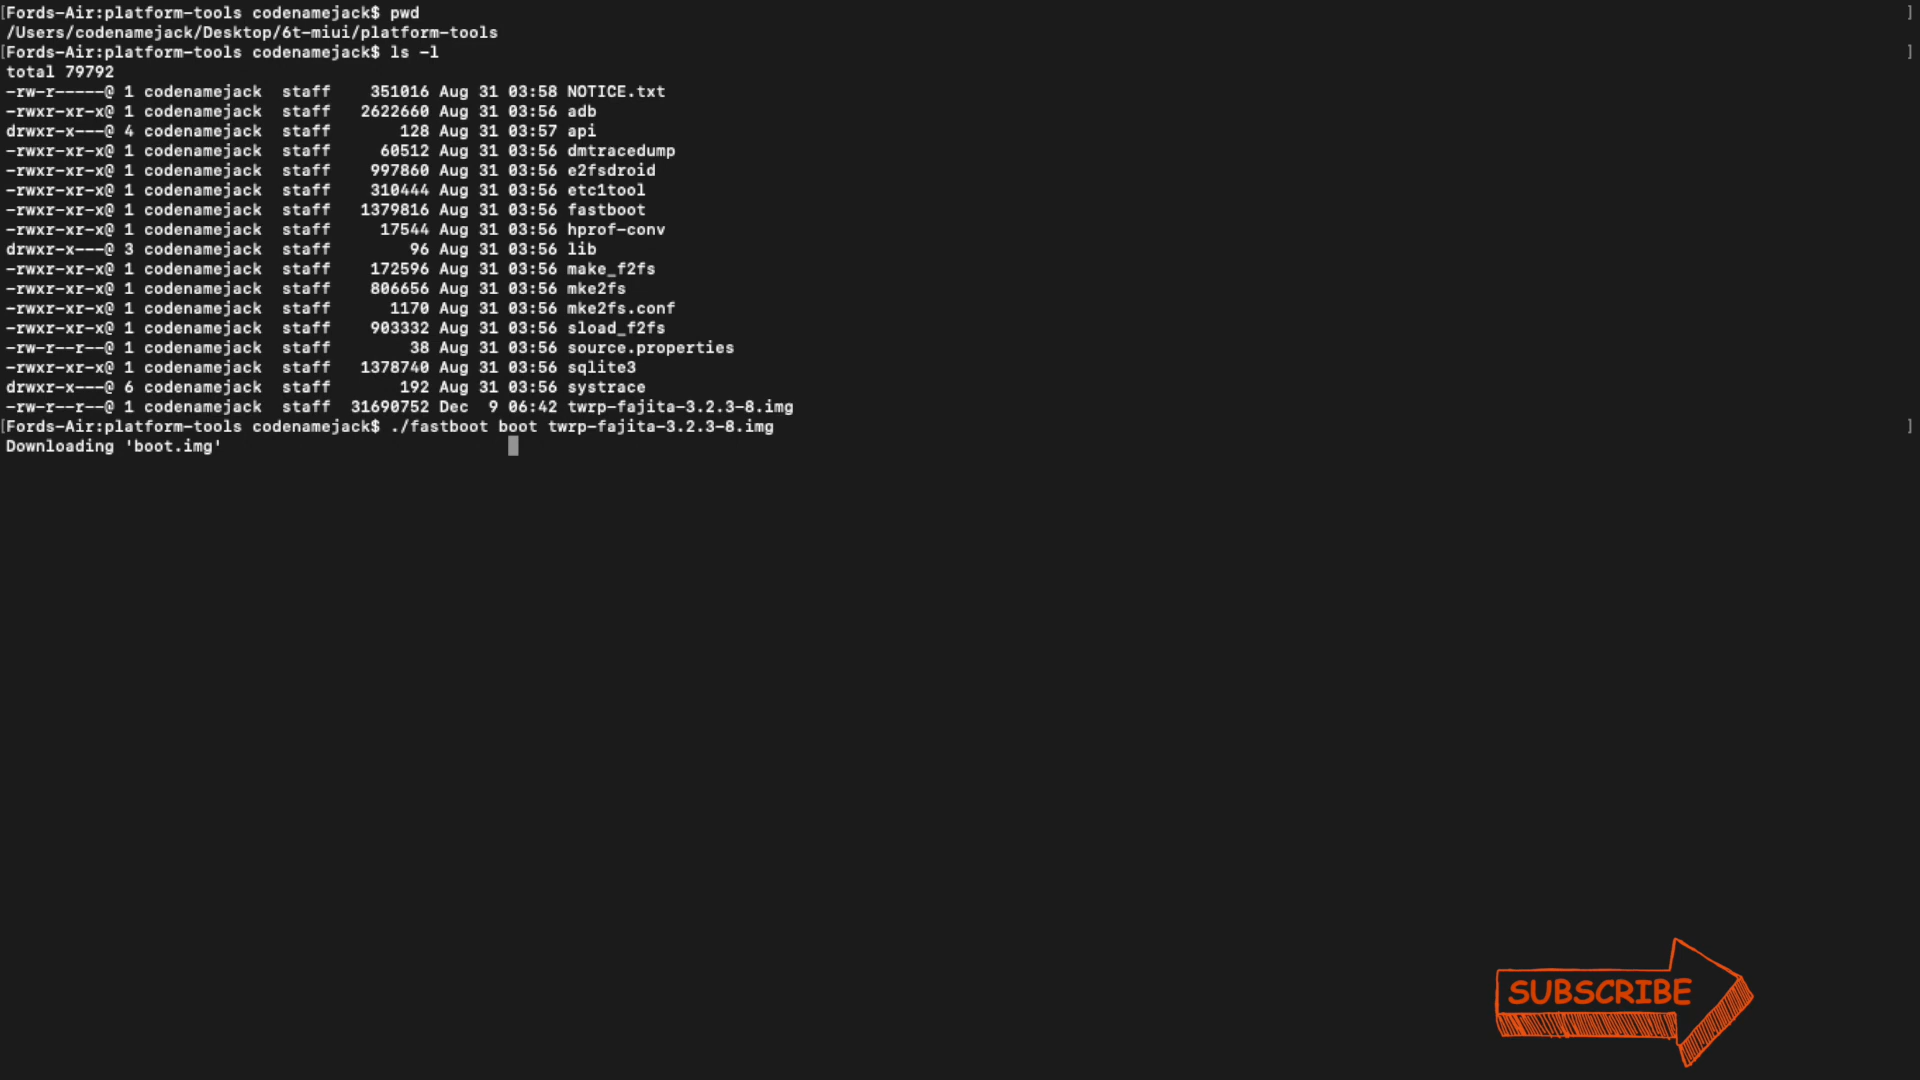 [Fords-Air:platform-tools codenamejack$ pwd ]
/Users/codenamejack/Desktop/6t-miui/platform-tools
[Fords-Air:platform-tools codenamejack$ ls -l ]
total 79792
-rw-r-----@ 1 codenamejack  staff    351016 Aug 31 03:58 NOTICE.txt
-rwxr-xr-x@ 1 codenamejack  staff   2622660 Aug 31 03:56 adb
drwxr-x---@ 4 codenamejack  staff       128 Aug 31 03:57 api
-rwxr-xr-x@ 1 codenamejack  staff     60512 Aug 31 03:56 dmtracedump
-rwxr-xr-x@ 1 codenamejack  staff    997860 Aug 31 03:56 e2fsdroid
-rwxr-xr-x@ 1 codenamejack  staff    310444 Aug 31 03:56 etc1tool
-rwxr-xr-x@ 1 codenamejack  staff   1379816 Aug 31 03:56 fastboot
-rwxr-xr-x@ 1 codenamejack  staff     17544 Aug 31 03:56 hprof-conv
drwxr-x---@ 3 codenamejack  staff        96 Aug 31 03:56 lib
-rwxr-xr-x@ 1 codenamejack  staff    172596 Aug 31 03:56 make_f2fs
-rwxr-xr-x@ 1 codenamejack  staff    806656 Aug 31 03:56 mke2fs
-rwxr-xr-x@ 1 codenamejack  staff      1170 Aug 31 03:56 mke2fs.conf
-rwxr-xr-x@ 1 codenamejack  staff    903332 Aug 31 03:56 sload_f2fs
-rw-r--r--@ 1 codenamejack  staff        38 Aug 31 03:56 source.properties
-rwxr-xr-x@ 1 codenamejack  staff   1378740 Aug 31 03:56 sqlite3
drwxr-x---@ 6 codenamejack  staff       192 Aug 31 03:56 systrace
-rw-r--r--@ 1 codenamejack  staff  31690752 Dec  9 06:42 twrp-fajita-3.2.3-8.img
[Fords-Air:platform-tools codenamejack$ ./fastboot boot twrp-fajita-3.2.3-8.img ]
Downloading 'boot.img'
SUBSCRIBE